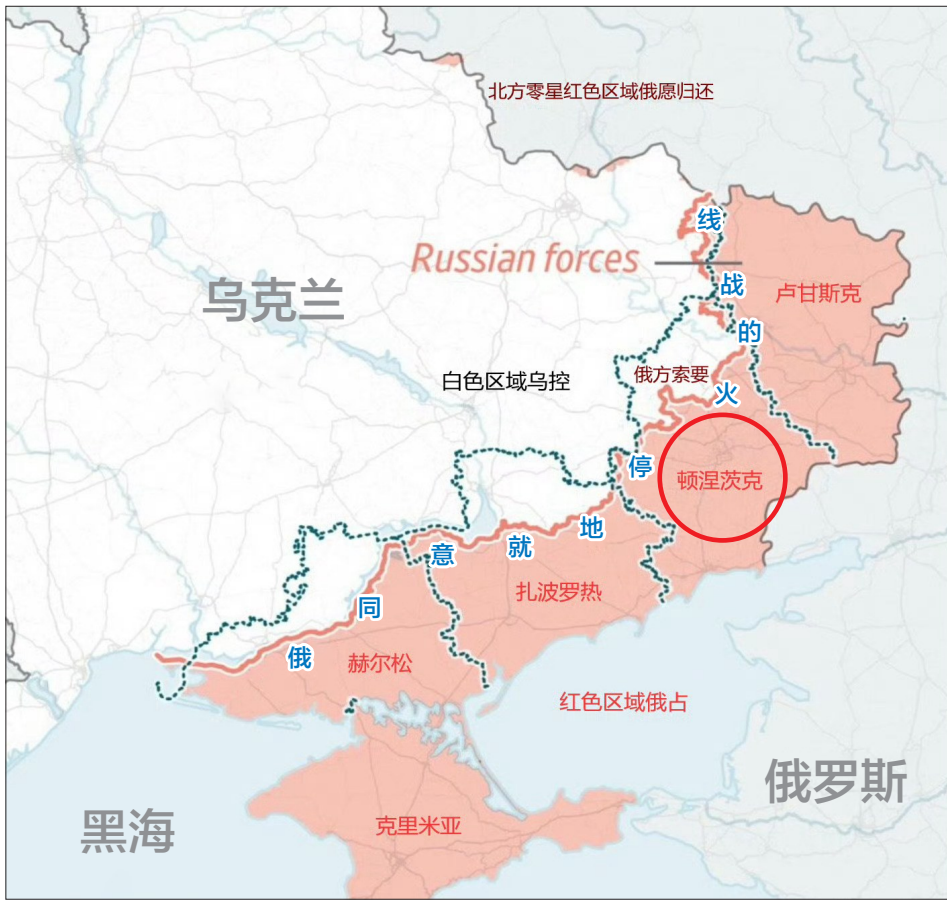 北方零星红色区域俄愿归还
Russian forces
乌克兰
卢甘斯克
白色区域乌控
俄方索要
顿涅茨克
俄同意就地停火的战线
扎波罗热
赫尔松
红色区域俄占
俄罗斯
黑海
克里米亚